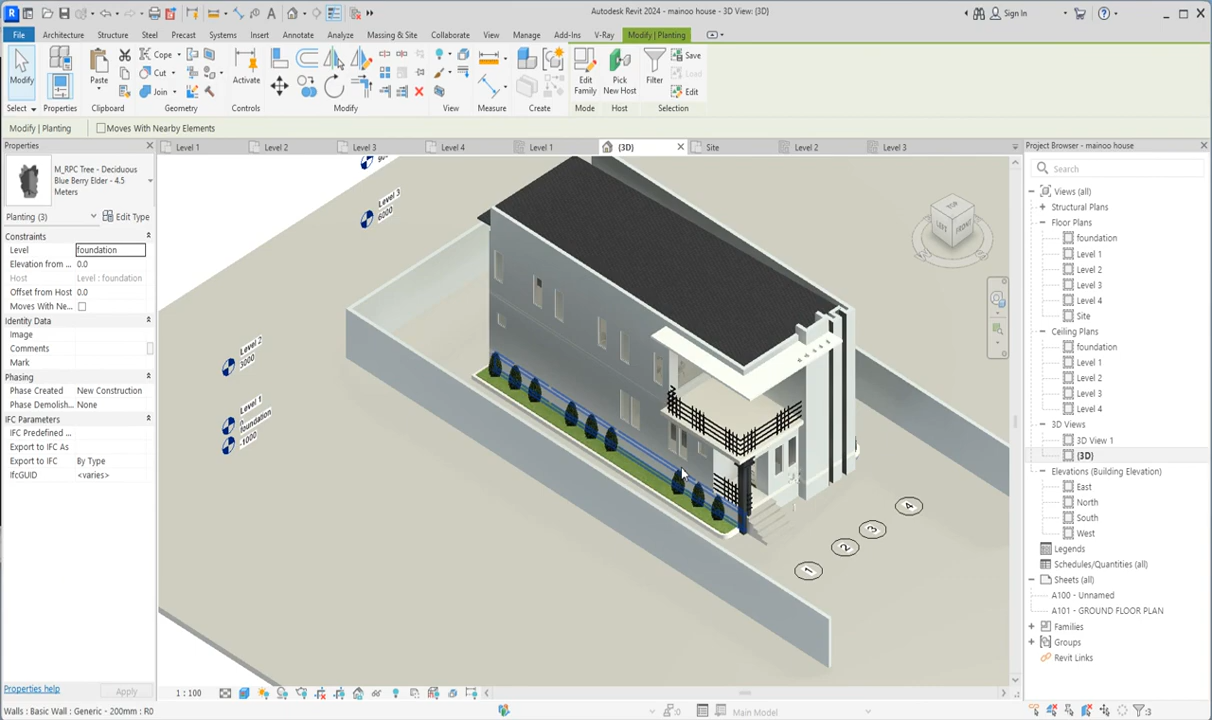 Autodesk Revit 2024 - mainoo house - 3D View: {3D}
Sign In
File Architecture Structure Steel Precast Systems Insert Annotate Analyze Massing & Site Collaborate View Manage Add-Ins V-Ray Modify | Planting
Modify Properties Paste Cope Cut Join Activate Edit Family Pick New Host Filter Save Load Edit
Select Properties Clipboard Geometry Controls Modify View Measure Create Mode Host Selection
Modify | Planting Moves With Nearby Elements
Properties
M_RPC Tree - Deciduous
Blue Berry Elder - 4.5
Meters
Planting (3) Edit Type
Constraints
Level foundation
Elevation from ... 0.0
Host Level : foundation
Offset from Host 0.0
Moves With Ne...
Identity Data
Image
Comments
Mark
Phasing
Phase Created New Construction
Phase Demolish... None
IFC Parameters
IFC Predefined ...
Export to IFC As
Export to IFC By Type
IfcGUID <varies>
Properties help Apply
Level 1 Level 2 Level 3 Level 4 Level 1 {3D} Site Level 2 Level 3
Level 3
6000
Level 2
3000
Level 1
0
foundation
-1000
TOP
LEFT FRONT
1 2 3 4
1 : 100
Project Browser - mainoo house
Search
Views (all)
Structural Plans
Floor Plans
foundation
Level 1
Level 2
Level 3
Level 4
Site
Ceiling Plans
foundation
Level 1
Level 2
Level 3
Level 4
3D Views
3D View 1
{3D}
Elevations (Building Elevation)
East
North
South
West
Legends
Schedules/Quantities (all)
Sheets (all)
A100 - Unnamed
A101 - GROUND FLOOR PLAN
Families
Groups
Revit Links
Walls : Basic Wall : Generic - 200mm : R0 :0 Main Model :3